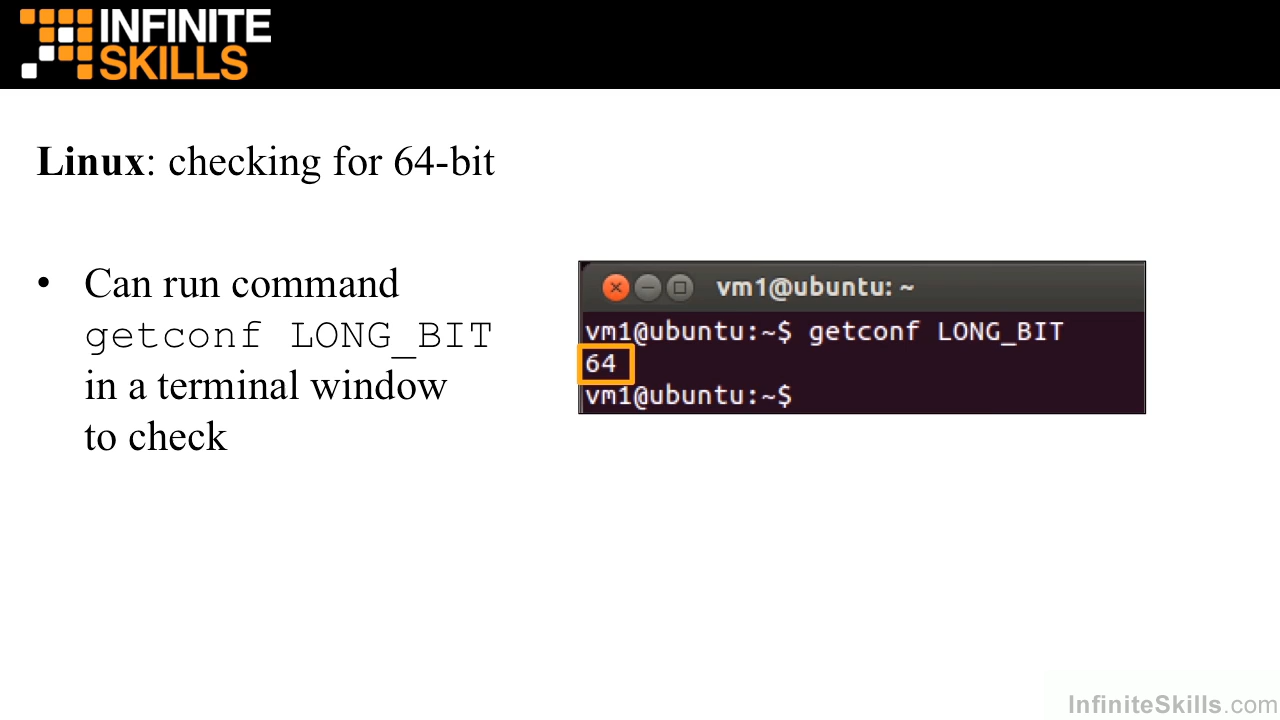 INFINITE
SKILLS
Linux: checking for 64-bit
• Can run command
getconf LONG_BIT
in a terminal window
to check
vm1@ubuntu: ~
vm1@ubuntu:~$ getconf LONG_BIT
64
vm1@ubuntu:~$
InfiniteSkills.com